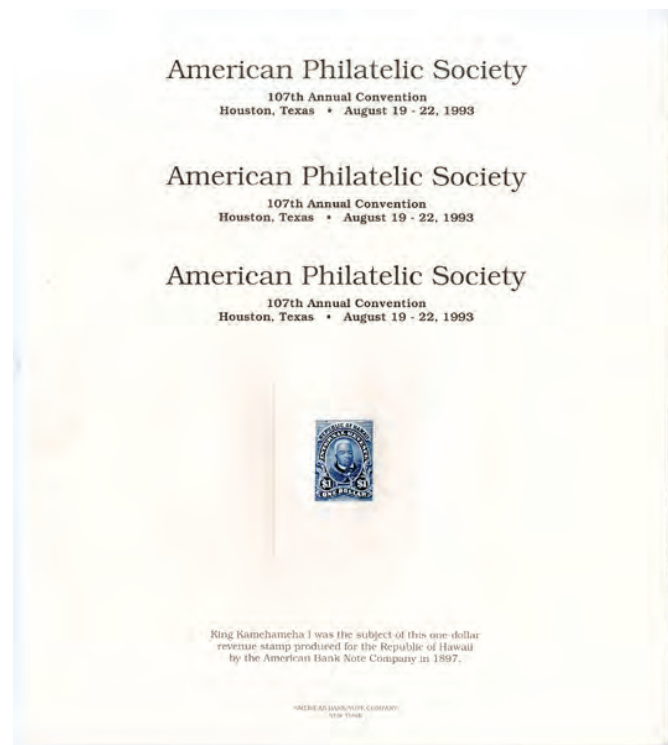 American Philatelic Society
107th Annual Convention
Houston, Texas • August 19 - 22, 1993
American Philatelic Society
107th Annual Convention
Houston, Texas • August 19 - 22, 1993
American Philatelic Society
107th Annual Convention
Houston, Texas • August 19 - 22, 1993
REPUBLIC OF HAWAII
$1 $1
ONE DOLLAR
King Kamehameha I was the subject of this one-dollar
revenue stamp produced for the Republic of Hawaii
by the American Bank Note Company in 1897.
AMERICAN BANK NOTE COMPANY
NEW YORK